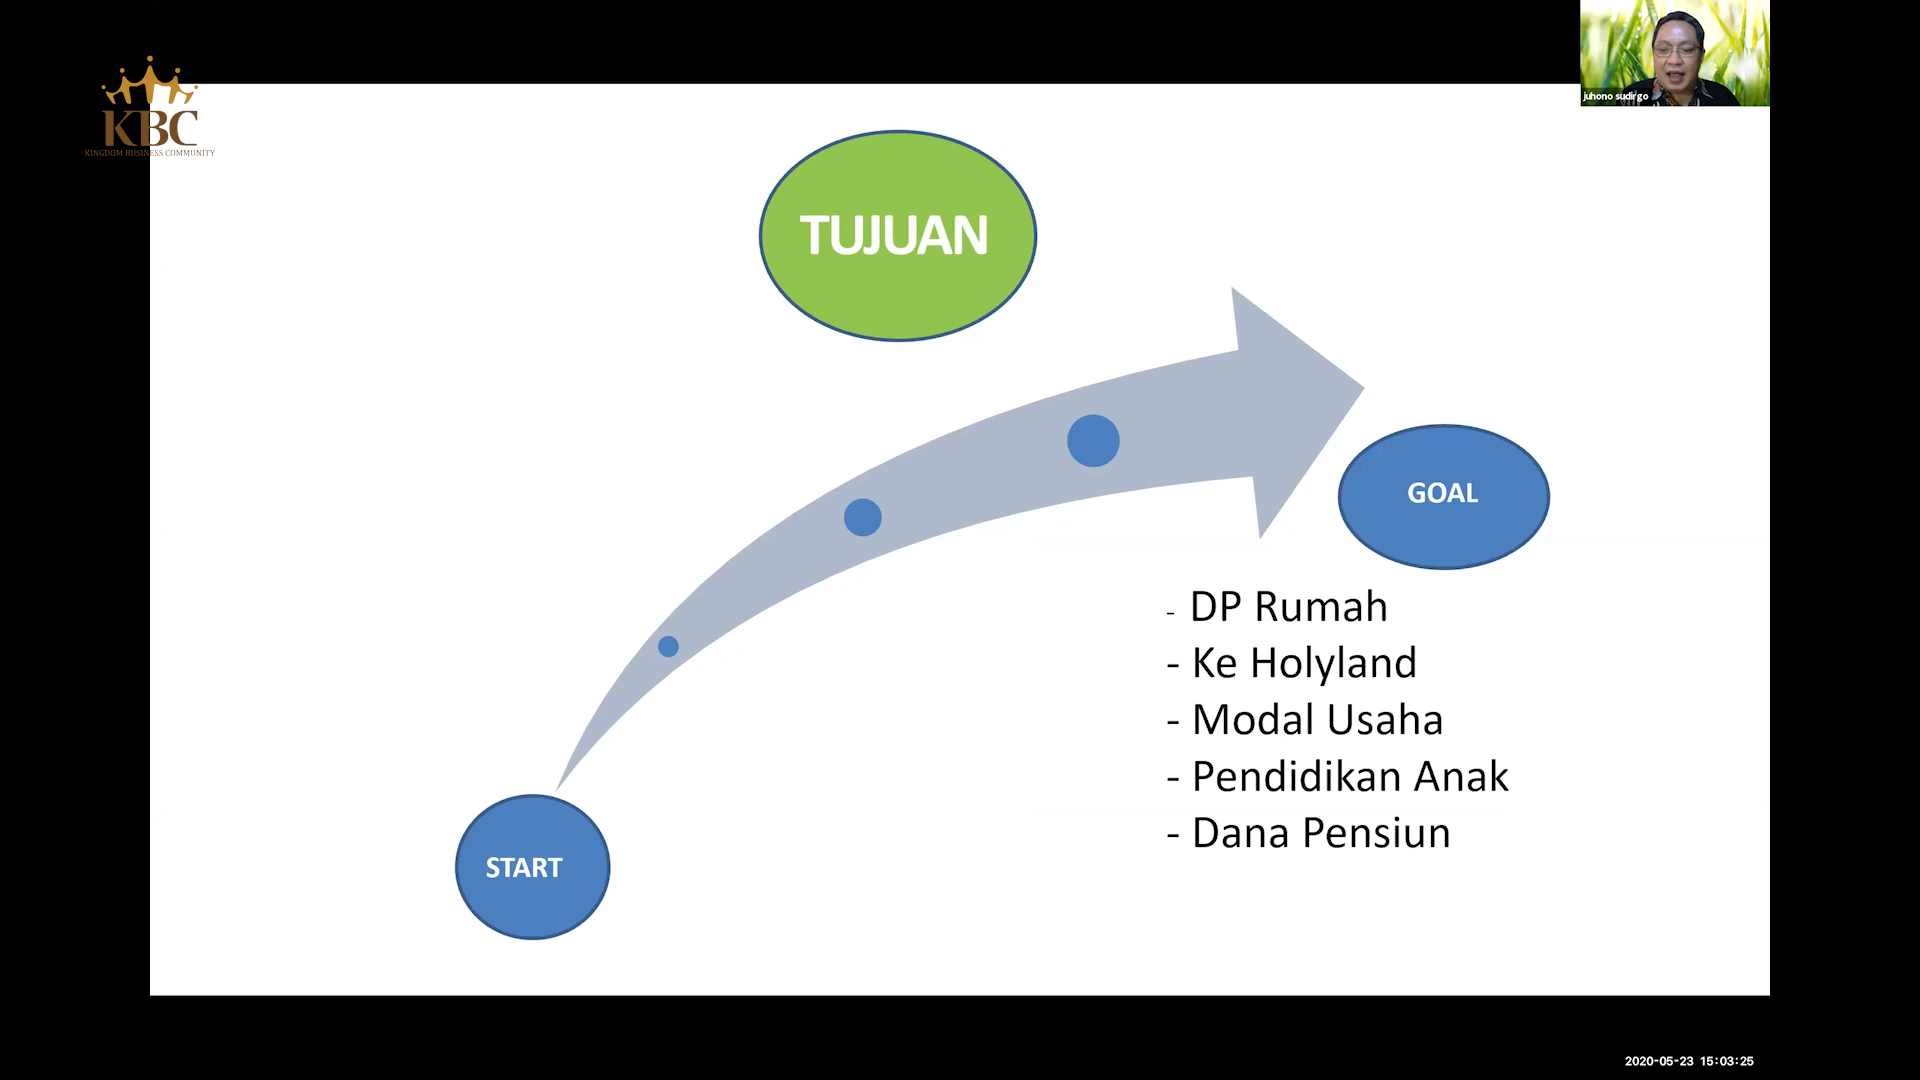 KBC
KINGDOM BUSINESS COMMUNITY
juhono sudirgo
TUJUAN
GOAL
- DP Rumah
- Ke Holyland
- Modal Usaha
- Pendidikan Anak
- Dana Pensiun
START
2020-05-23 15:03:25